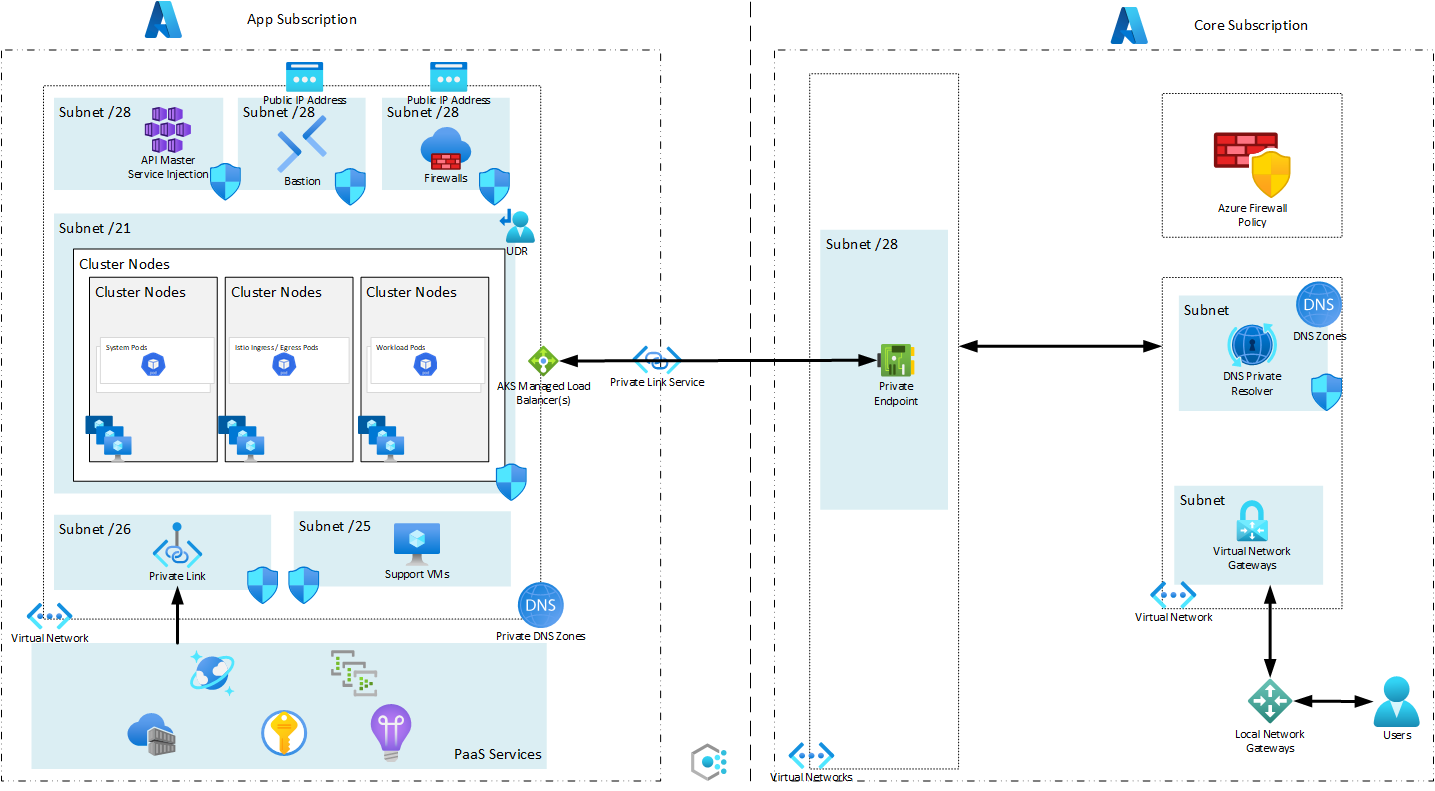 App Subscription
Core Subscription
Public IP Address
Public IP Address
Subnet /28
API Master
Service Injection
Subnet /28
Bastion
Subnet /28
Firewalls
Subnet /21
UDR
Cluster Nodes
Cluster Nodes
System Pods
pod
Cluster Nodes
Istio Ingress / Egress Pods
pod
Cluster Nodes
Workload Pods
pod
AKS Managed Load
Balancer(s)
Private Link Service
Subnet /26
Private Link
Subnet /25
Support VMs
Virtual Network
DNS
Private DNS Zones
PaaS Services
Subnet /28
Private
Endpoint
Virtual Networks
Azure Firewall
Policy
Subnet
DNS
DNS Zones
DNS Private
Resolver
Subnet
Virtual Network
Gateways
Virtual Network
Local Network
Gateways
Users